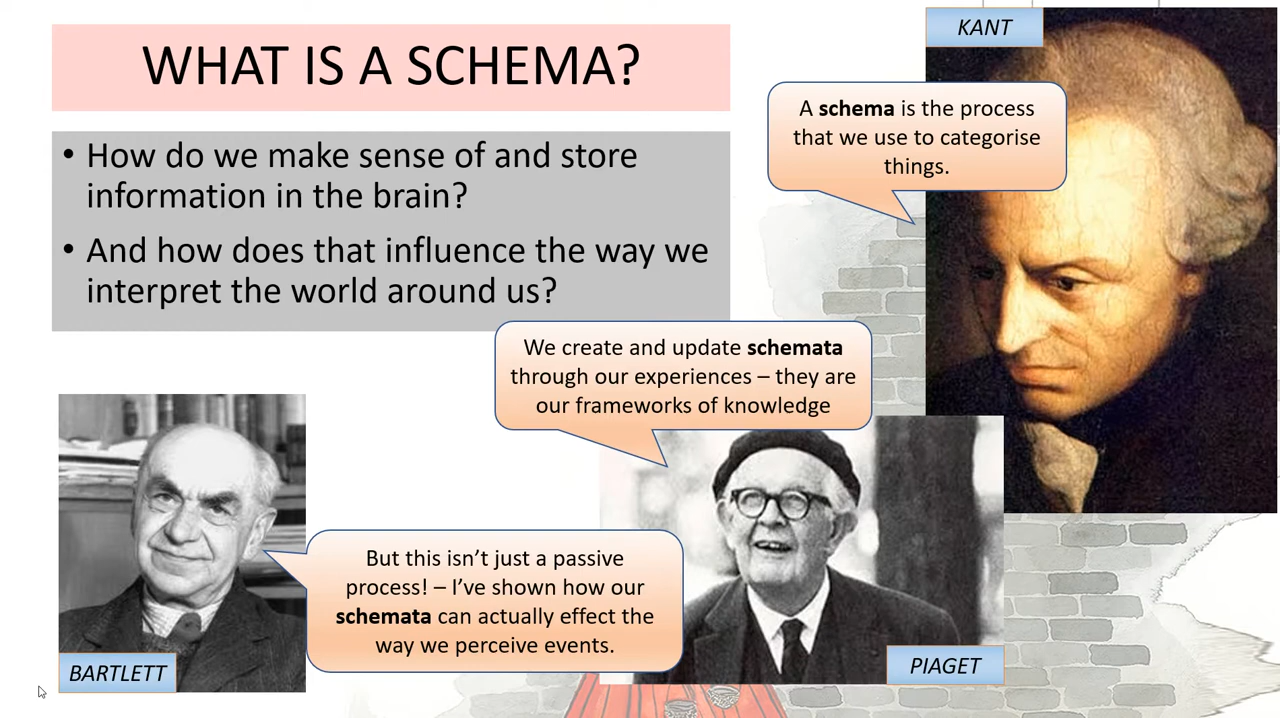 WHAT IS A SCHEMA?
• How do we make sense of and store
information in the brain?
• And how does that influence the way we
interpret the world around us?
KANT
A schema is the process
that we use to categorise
things.
We create and update schemata
through our experiences – they are
our frameworks of knowledge
PIAGET
But this isn't just a passive
process! – I've shown how our
schemata can actually effect the
way we perceive events.
BARTLETT